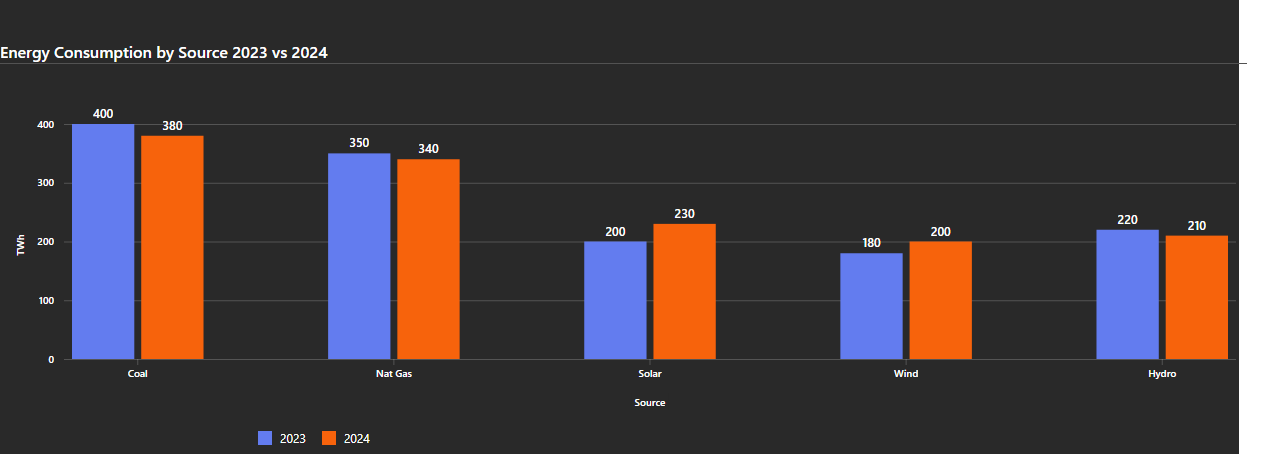 Energy Consumption by Source 2023 vs 2024
400
380
350
340
200
230
180
200
220
210
400
300
200
100
0
TWh
Coal
Nat Gas
Solar
Wind
Hydro
Source
2023
2024